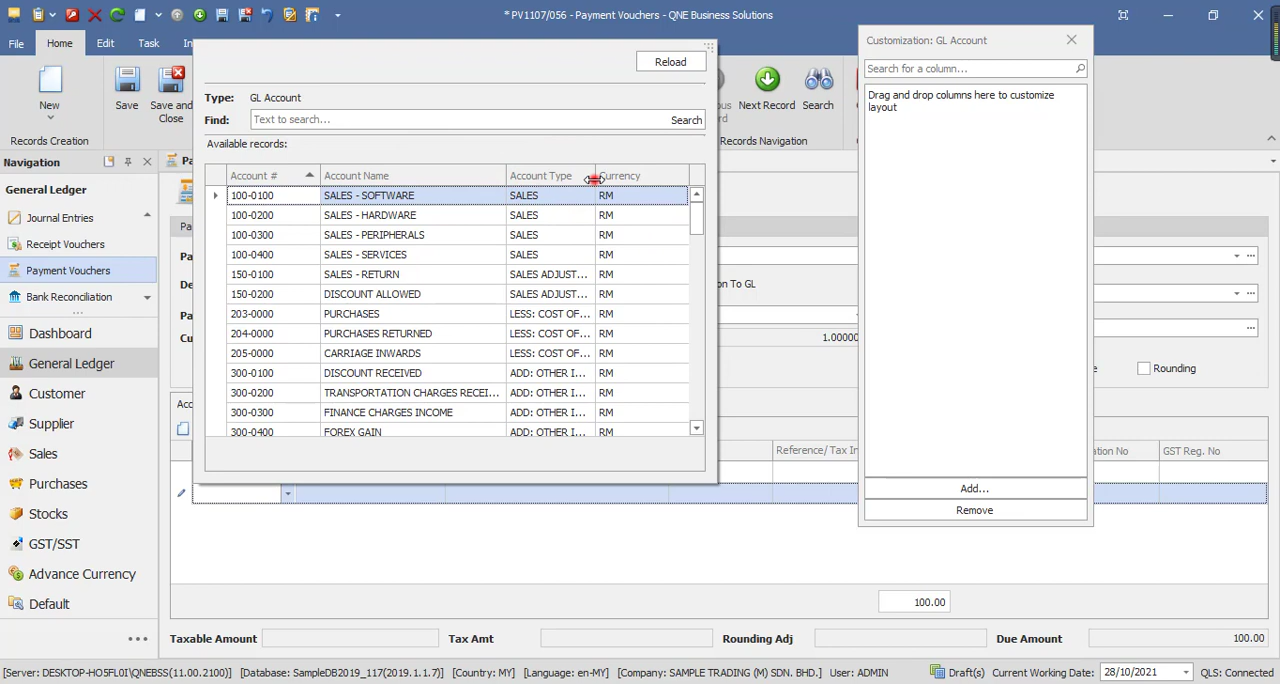 * PV1107/056 - Payment Vouchers - QNE Business Solutions
File
Home
Edit
Task
New
Save
Save and Close
Next Record
Search
Records Creation
Records Navigation
Navigation
General Ledger
Journal Entries
Receipt Vouchers
Payment Vouchers
Bank Reconciliation
Dashboard
General Ledger
Customer
Supplier
Sales
Purchases
Stocks
GST/SST
Advance Currency
Default
Reload
Type: GL Account
Find: Text to search... Search
Available records:
Account # Account Name Account Type Currency
100-0100 SALES - SOFTWARE SALES RM
100-0200 SALES - HARDWARE SALES RM
100-0300 SALES - PERIPHERALS SALES RM
100-0400 SALES - SERVICES SALES RM
150-0100 SALES - RETURN SALES ADJUST... RM
150-0200 DISCOUNT ALLOWED SALES ADJUST... RM
203-0000 PURCHASES LESS: COST OF... RM
204-0000 PURCHASES RETURNED LESS: COST OF... RM
205-0000 CARRIAGE INWARDS LESS: COST OF... RM
300-0100 DISCOUNT RECEIVED ADD: OTHER I... RM
300-0200 TRANSPORTATION CHARGES RECEI... ADD: OTHER I... RM
300-0300 FINANCE CHARGES INCOME ADD: OTHER I... RM
300-0400 FOREX GAIN ADD: OTHER I... RM
Customization: GL Account
Search for a column...
Drag and drop columns here to customize
layout
Add...
Remove
on To GL
1.00000
Rounding
Reference/ Tax In
ation No
GST Reg. No
100.00
Taxable Amount
Tax Amt
Rounding Adj
Due Amount 100.00
[Server: DESKTOP-HO5FL0I\QNEBSS(11.00.2100)] [Database: SampleDB2019_117(2019.1.1.7)] [Country: MY] [Language: en-MY] [Company: SAMPLE TRADING (M) SDN. BHD.] User: ADMIN Draft(s) Current Working Date: 28/10/2021 QLS: Connected